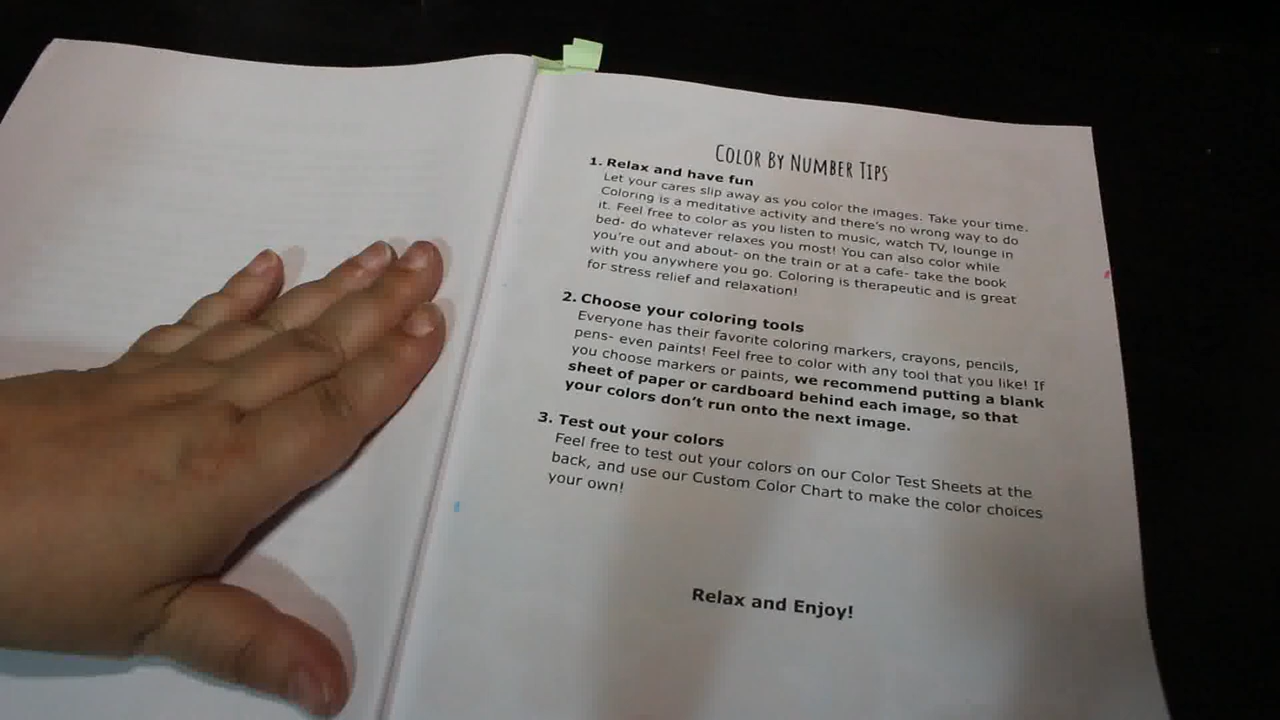 COLOR BY NUMBER TIPS
1. Relax and have fun
Let your cares slip away as you color the images. Take your time.
Coloring is a meditative activity and there's no wrong way to do
it. Feel free to color as you listen to music, watch TV, lounge in
bed- do whatever relaxes you most! You can also color while
you're out and about- on the train or at a cafe- take the book
with you anywhere you go. Coloring is therapeutic and is great
for stress relief and relaxation!
2. Choose your coloring tools
Everyone has their favorite coloring markers, crayons, pencils,
pens- even paints! Feel free to color with any tool that you like! If
you choose markers or paints, we recommend putting a blank
sheet of paper or cardboard behind each image, so that
your colors don't run onto the next image.
3. Test out your colors
Feel free to test out your colors on our Color Test Sheets at the
back, and use our Custom Color Chart to make the color choices
your own!
Relax and Enjoy!